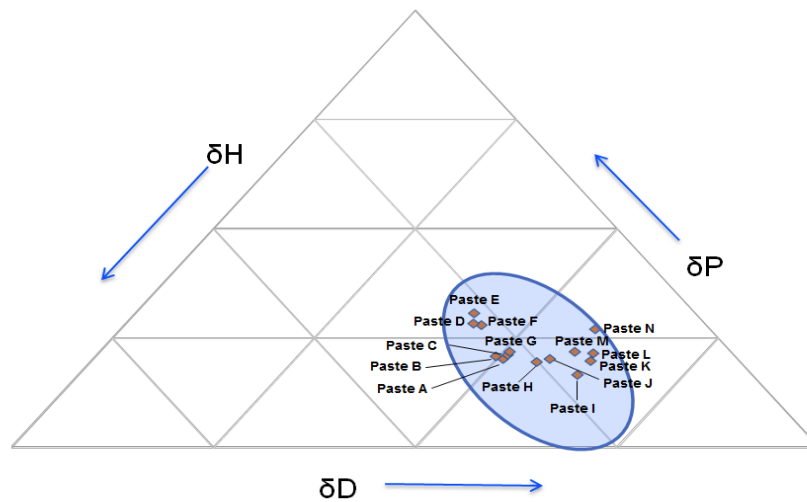 δH
δP
Paste E
Paste D
Paste F
Paste N
Paste C
Paste G
Paste M
Paste B
Paste L
Paste K
Paste A
Paste H
Paste J
Paste I
δD